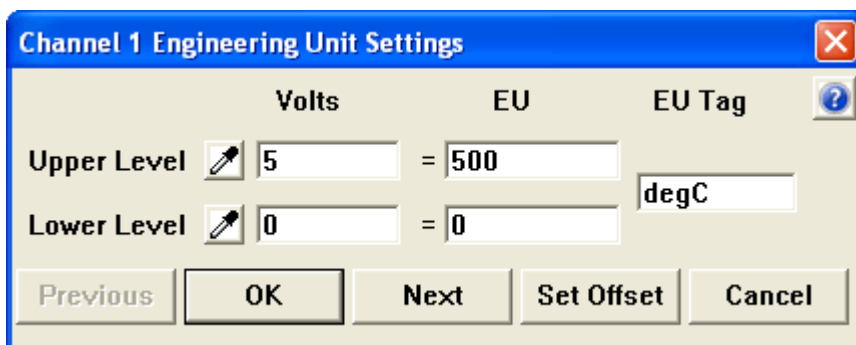 Channel 1 Engineering Unit Settings
Volts EU EU Tag ?
Upper Level 5 = 500
degC
Lower Level 0 = 0
Previous OK Next Set Offset Cancel